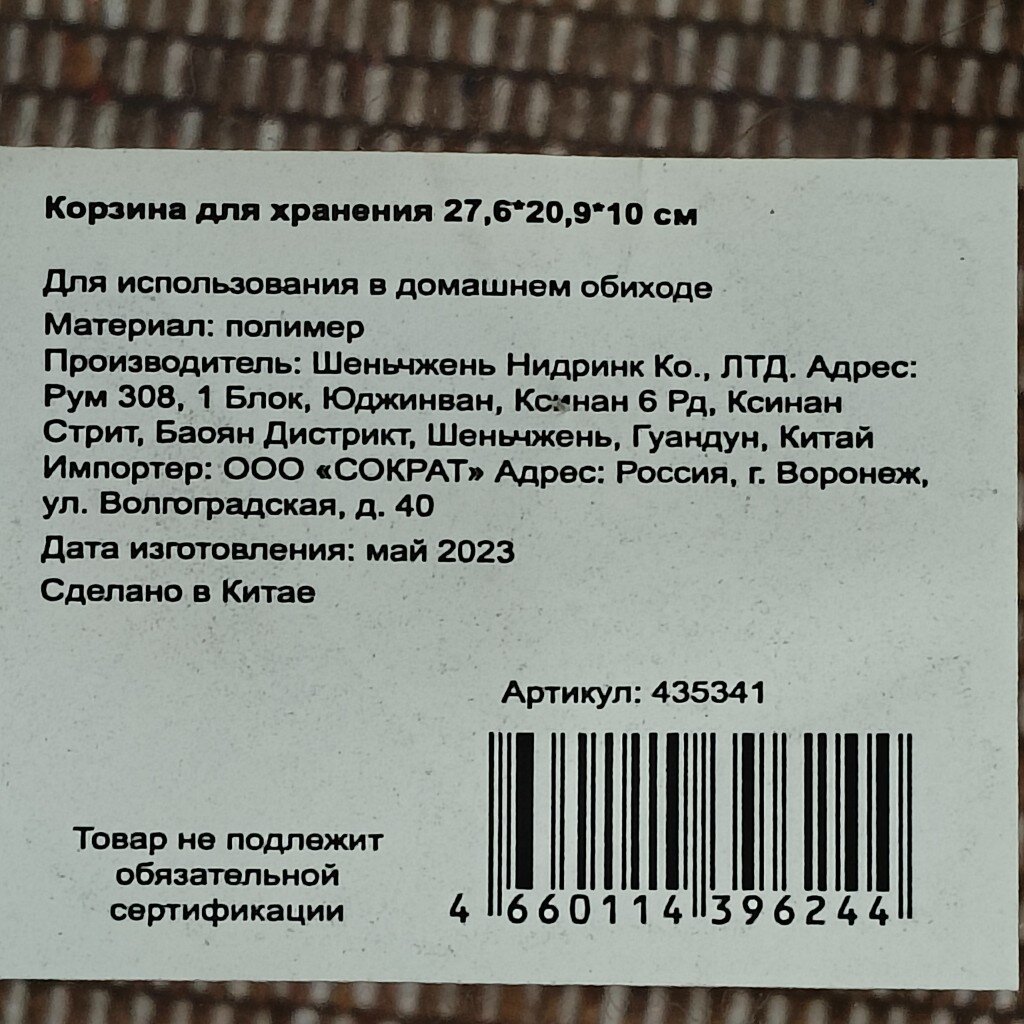 Корзина для хранения 27,6*20,9*10 см
Для использования в домашнем обиходе
Материал: полимер
Производитель: Шеньчжень Нидринк Ко., ЛТД. Адрес:
Рум 308, 1 Блок, Юджинван, Ксинан 6 Рд, Ксинан
Стрит, Баоян Дистрикт, Шеньчжень, Гуандун, Китай
Импортер: ООО «СОКРАТ» Адрес: Россия, г. Воронеж,
ул. Волгоградская, д. 40
Дата изготовления: май 2023
Сделано в Китае
Артикул: 435341
Товар не подлежит
обязательной
сертификации
4 660114 396244